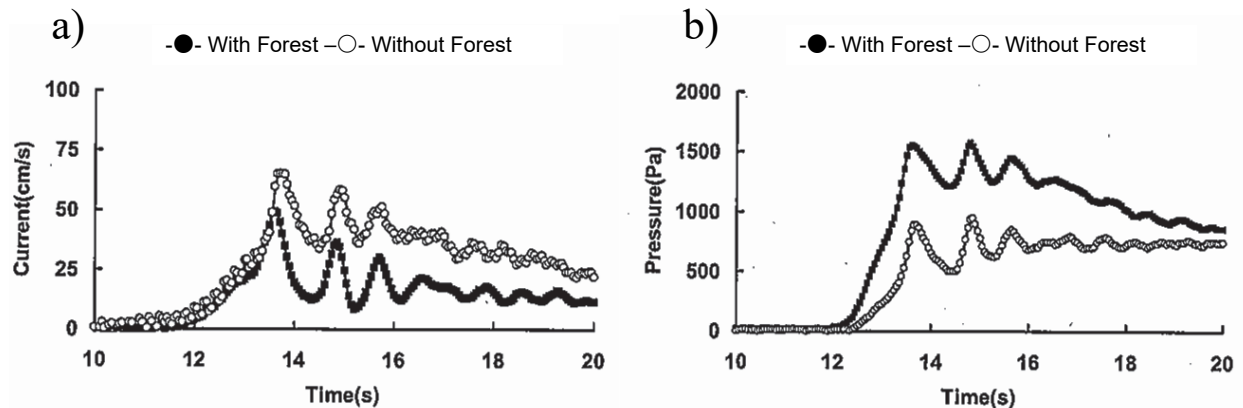 a)
-●- With Forest –○- Without Forest
100
75
50
25
0
Current(cm/s)
10 12 14 16 18 20
Time(s)
b)
-●- With Forest –○- Without Forest
2000
1500
1000
500
0
Pressure(Pa)
10 12 14 16 18 20
Time(s)